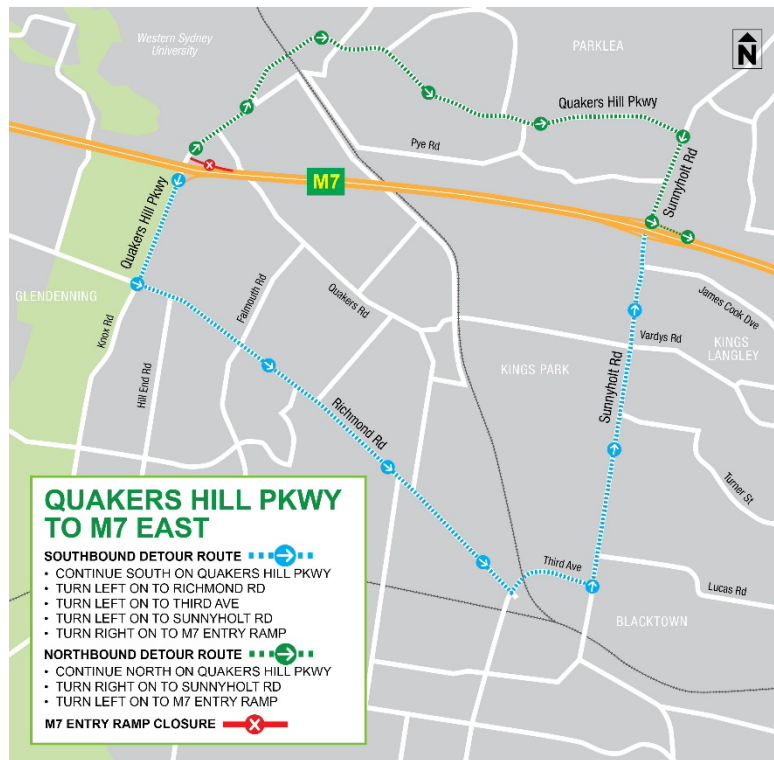 Western Sydney
University
PARKLEA
N
Quakers Hill Pkwy
Pye Rd
Sunnyholt Rd
M7
Quakers Hill Pkwy
GLENDENNING
Knox Rd
Hill End Rd
Falmouth Rd
Quakers Rd
James Cook Dve
Vardys Rd
KINGS
LANGLEY
KINGS PARK
Sunnyholt Rd
Richmond Rd
Turner St
Third Ave
Lucas Rd
BLACKTOWN
QUAKERS HILL PKWY
TO M7 EAST
SOUTHBOUND DETOUR ROUTE
• CONTINUE SOUTH ON QUAKERS HILL PKWY
• TURN LEFT ON TO RICHMOND RD
• TURN LEFT ON TO THIRD AVE
• TURN LEFT ON TO SUNNYHOLT RD
• TURN RIGHT ON TO M7 ENTRY RAMP
NORTHBOUND DETOUR ROUTE
• CONTINUE NORTH ON QUAKERS HILL PKWY
• TURN RIGHT ON TO SUNNYHOLT RD
• TURN LEFT ON TO M7 ENTRY RAMP
M7 ENTRY RAMP CLOSURE